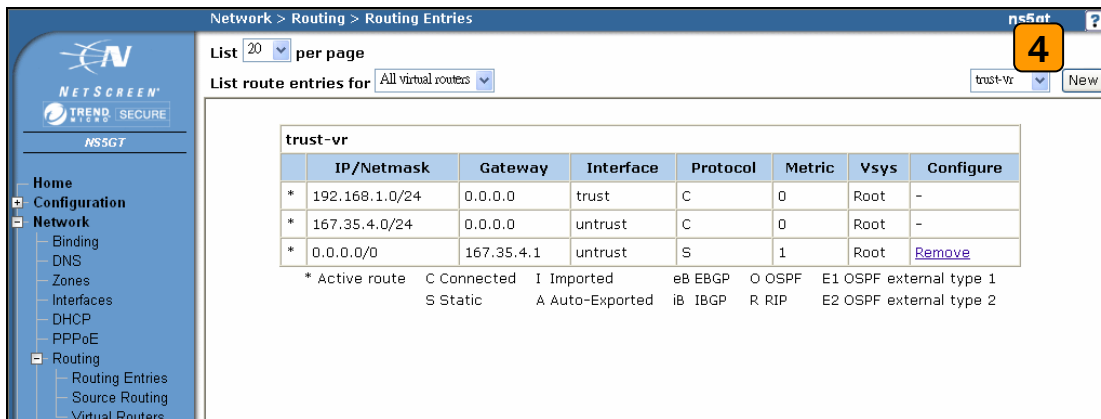 Network > Routing > Routing Entries
ns5gt ?
List 20 per page
4
List route entries for All virtual routers
trust-vr New
NETSCREEN
TREND MICRO SECURE
NS5GT
Home
Configuration
Network
Binding
DNS
Zones
Interfaces
DHCP
PPPoE
Routing
Routing Entries
Source Routing
Virtual Routers
trust-vr
IP/Netmask Gateway Interface Protocol Metric Vsys Configure
* 192.168.1.0/24 0.0.0.0 trust C 0 Root -
* 167.35.4.0/24 0.0.0.0 untrust C 0 Root -
* 0.0.0.0/0 167.35.4.1 untrust S 1 Root Remove
* Active route C Connected I Imported eB EBGP O OSPF E1 OSPF external type 1
S Static A Auto-Exported iB IBGP R RIP E2 OSPF external type 2